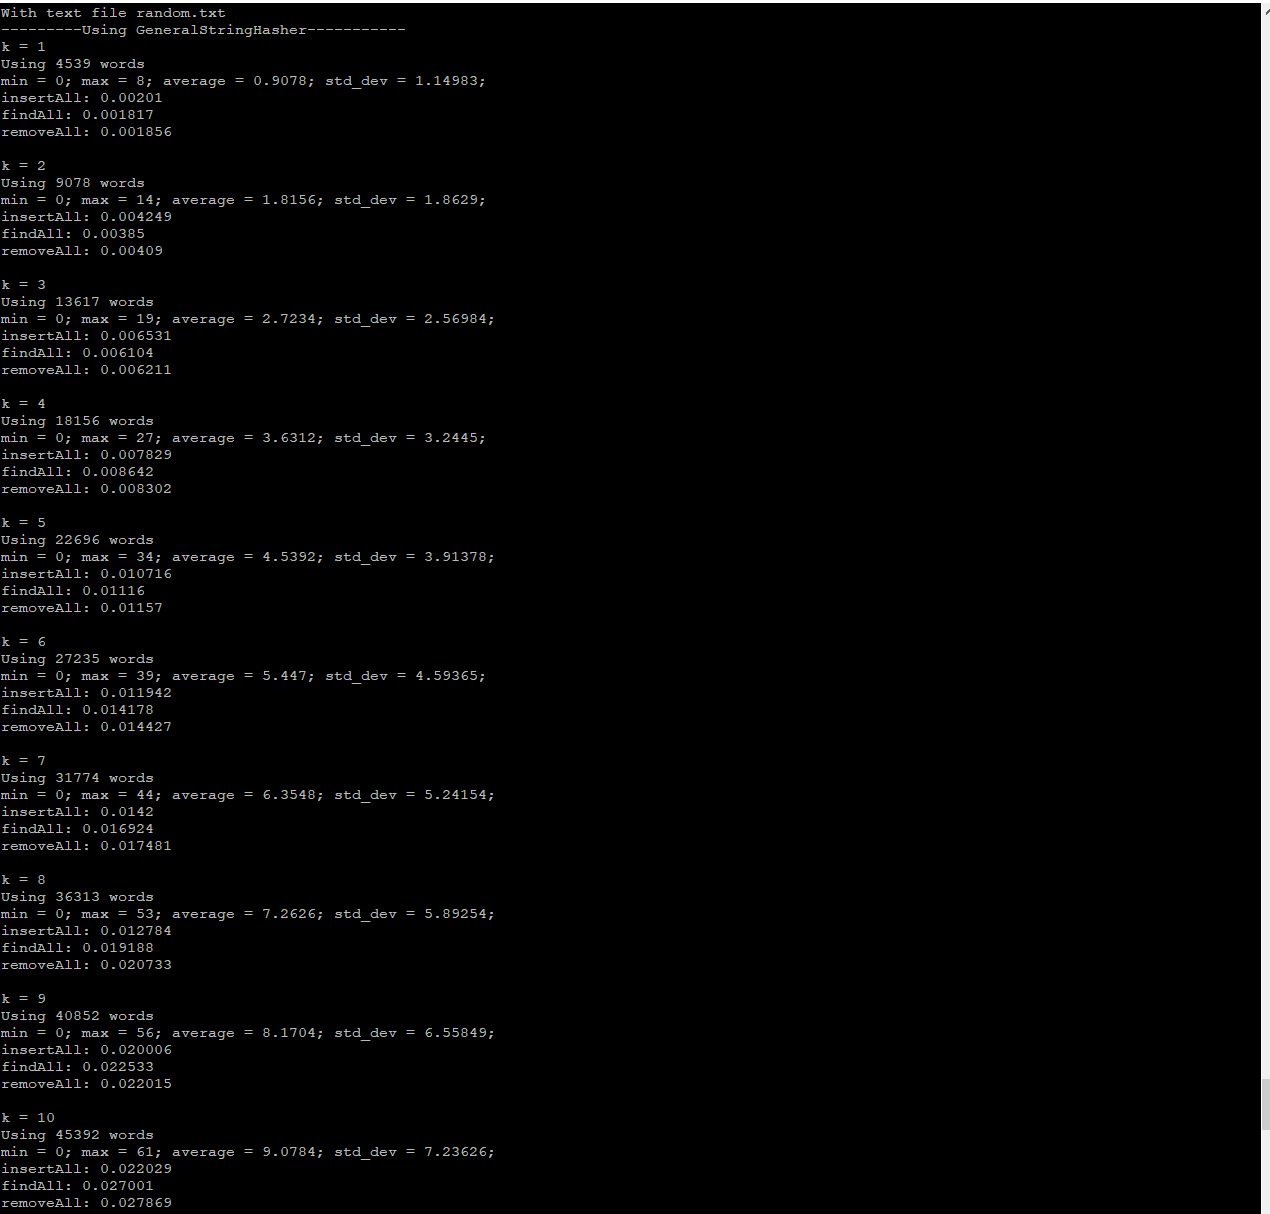 With text file random.txt
---------Using GeneralStringHasher-----------
k = 1
Using 4539 words
min = 0; max = 8; average = 0.9078; std_dev = 1.14983;
insertAll: 0.00201
findAll: 0.001817
removeAll: 0.001856
k = 2
Using 9078 words
min = 0; max = 14; average = 1.8156; std_dev = 1.8629;
insertAll: 0.004249
findAll: 0.00385
removeAll: 0.00409
k = 3
Using 13617 words
min = 0; max = 19; average = 2.7234; std_dev = 2.56984;
insertAll: 0.006531
findAll: 0.006104
removeAll: 0.006211
k = 4
Using 18156 words
min = 0; max = 27; average = 3.6312; std_dev = 3.2445;
insertAll: 0.007829
findAll: 0.008642
removeAll: 0.008302
k = 5
Using 22696 words
min = 0; max = 34; average = 4.5392; std_dev = 3.91378;
insertAll: 0.010716
findAll: 0.01116
removeAll: 0.01157
k = 6
Using 27235 words
min = 0; max = 39; average = 5.447; std_dev = 4.59365;
insertAll: 0.011942
findAll: 0.014178
removeAll: 0.014427
k = 7
Using 31774 words
min = 0; max = 44; average = 6.3548; std_dev = 5.24154;
insertAll: 0.0142
findAll: 0.016924
removeAll: 0.017481
k = 8
Using 36313 words
min = 0; max = 53; average = 7.2626; std_dev = 5.89254;
insertAll: 0.012784
findAll: 0.019188
removeAll: 0.020733
k = 9
Using 40852 words
min = 0; max = 56; average = 8.1704; std_dev = 6.55849;
insertAll: 0.020006
findAll: 0.022533
removeAll: 0.022015
k = 10
Using 45392 words
min = 0; max = 61; average = 9.0784; std_dev = 7.23626;
insertAll: 0.022029
findAll: 0.027001
removeAll: 0.027869